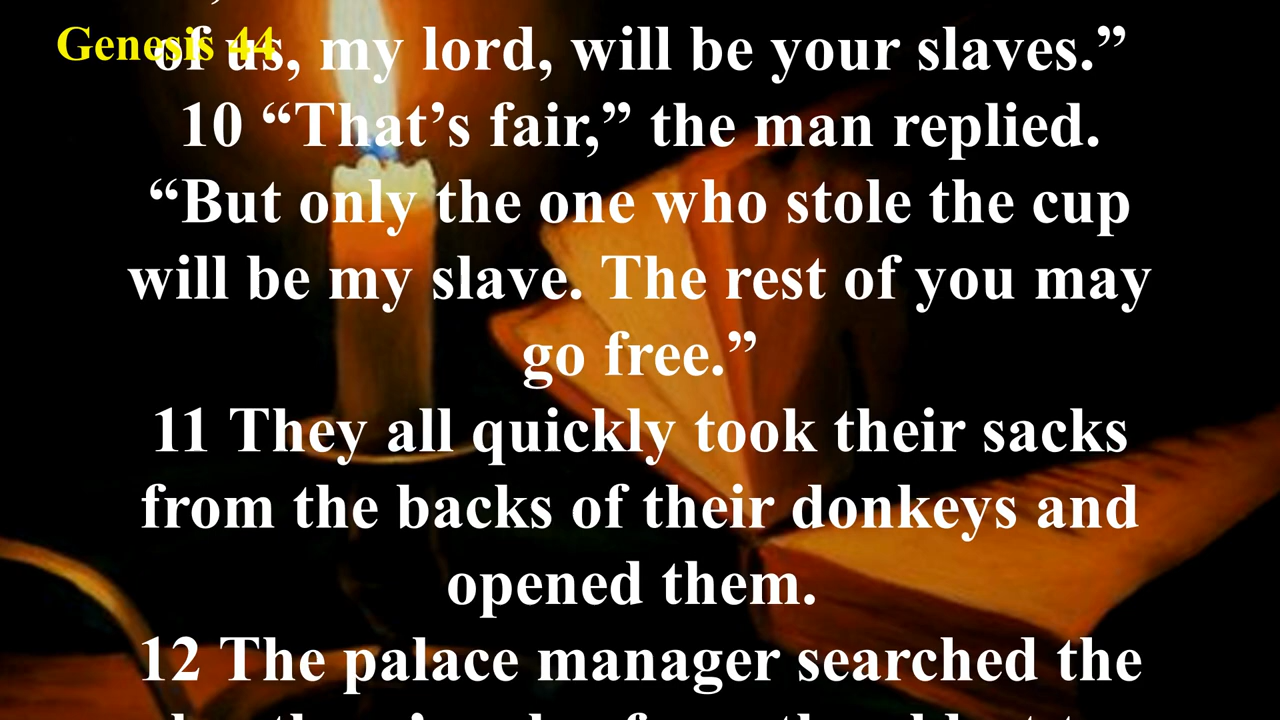 Genesis 44
of us, my lord, will be your slaves.”
10 “That’s fair,” the man replied.
“But only the one who stole the cup
will be my slave. The rest of you may
go free.”
11 They all quickly took their sacks
from the backs of their donkeys and
opened them.
12 The palace manager searched the